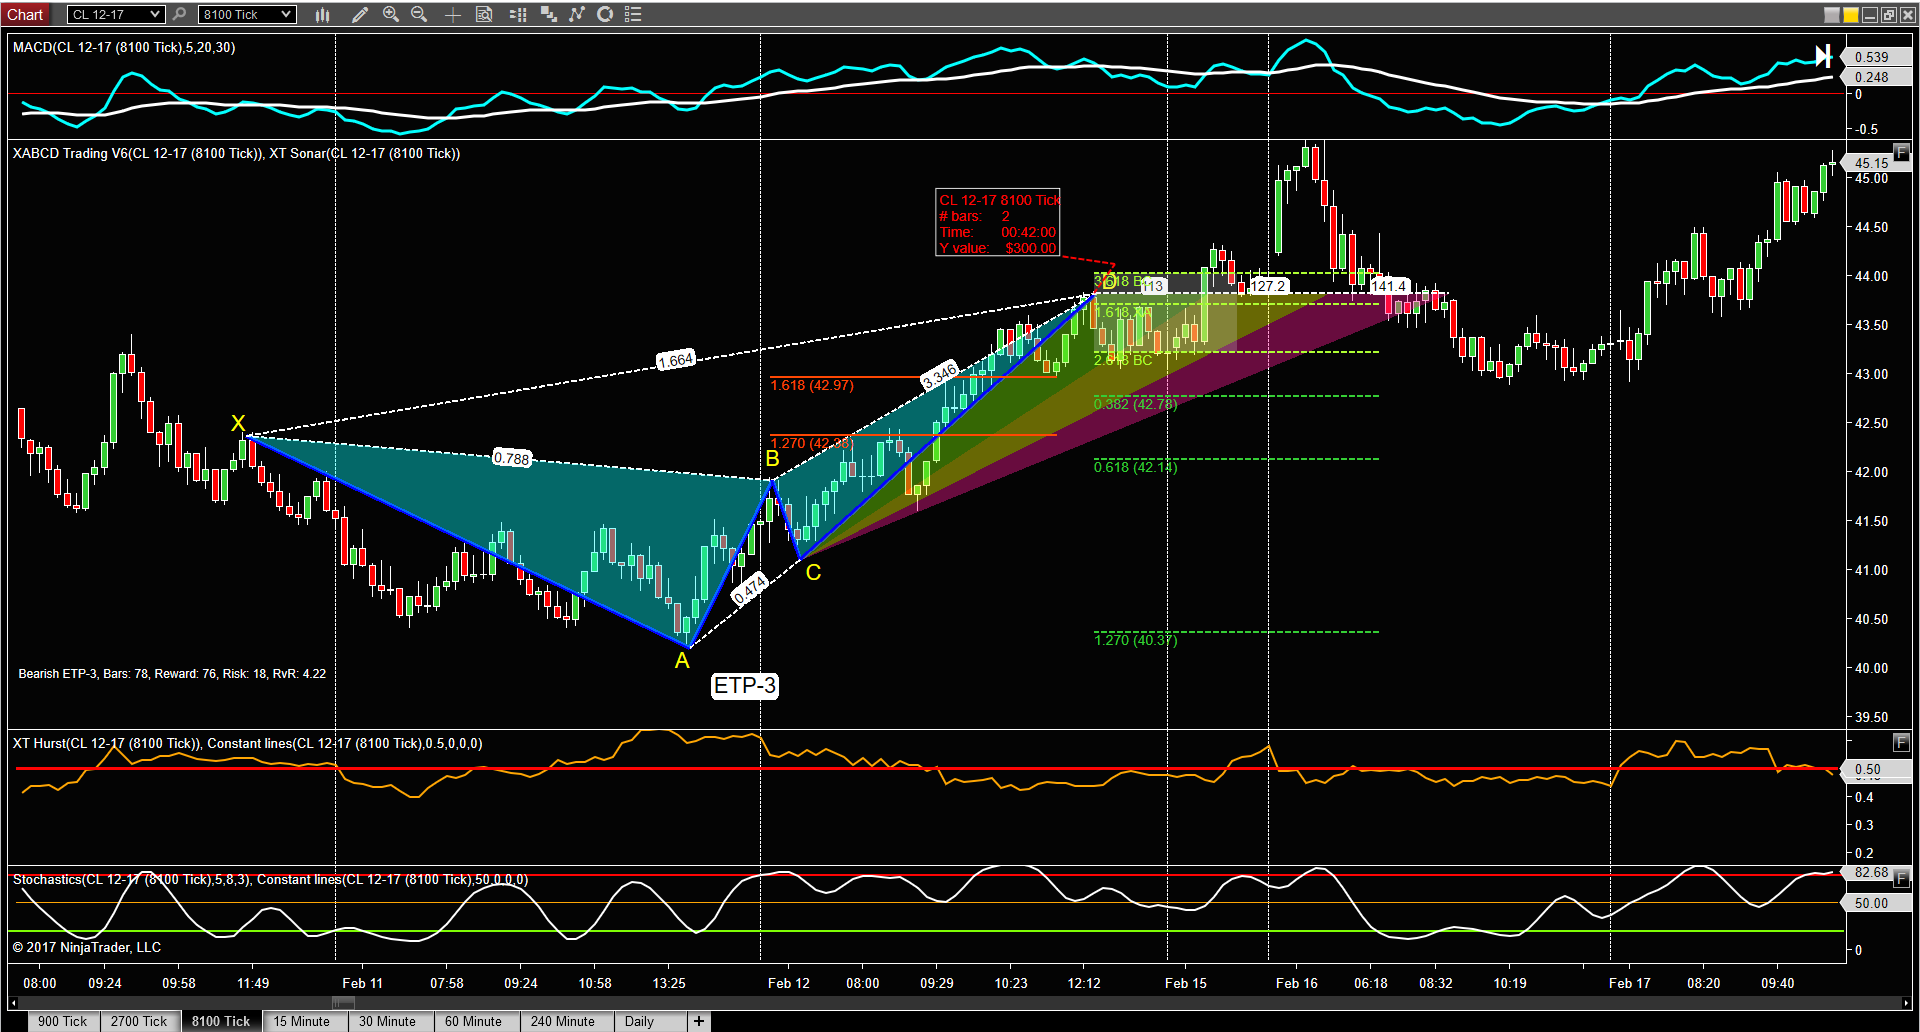 Chart CL 12-17 8100 Tick
MACD(CL 12-17 (8100 Tick),5,20,30)
0.539
0.248
0
-0.5
XABCD Trading V6(CL 12-17 (8100 Tick)), XT Sonar(CL 12-17 (8100 Tick))
F
45.15
45.00
44.50
44.00
43.50
43.00
42.50
42.00
41.50
41.00
40.50
40.00
39.50
CL 12-17 8100 Tick
# bars: 2
Time: 00:42:00
Y value: $300.00
3.618 BC
D
113
127.2
141.4
1.618 XA
2.618 BC
1.664
3.346
1.618 (42.97)
0.382 (42.78)
X
1.270 (42.38)
B
0.788
0.618 (42.14)
C
0.474
1.270 (40.37)
A
Bearish ETP-3, Bars: 78, Reward: 76, Risk: 18, RvR: 4.22
ETP-3
XT Hurst(CL 12-17 (8100 Tick)), Constant lines(CL 12-17 (8100 Tick),0.5,0,0,0)
F
0.50
0.4
0.3
0.2
Stochastics(CL 12-17 (8100 Tick),5,8,3), Constant lines(CL 12-17 (8100 Tick),50,0,0,0)
82.68
F
50.00
0
© 2017 NinjaTrader, LLC
08:00 09:24 09:58 11:49 Feb 11 07:58 09:24 10:58 13:25 Feb 12 08:00 09:29 10:23 12:12 Feb 15 Feb 16 06:18 08:32 10:19 Feb 17 08:20 09:40
900 Tick 2700 Tick 8100 Tick 15 Minute 30 Minute 60 Minute 240 Minute Daily +